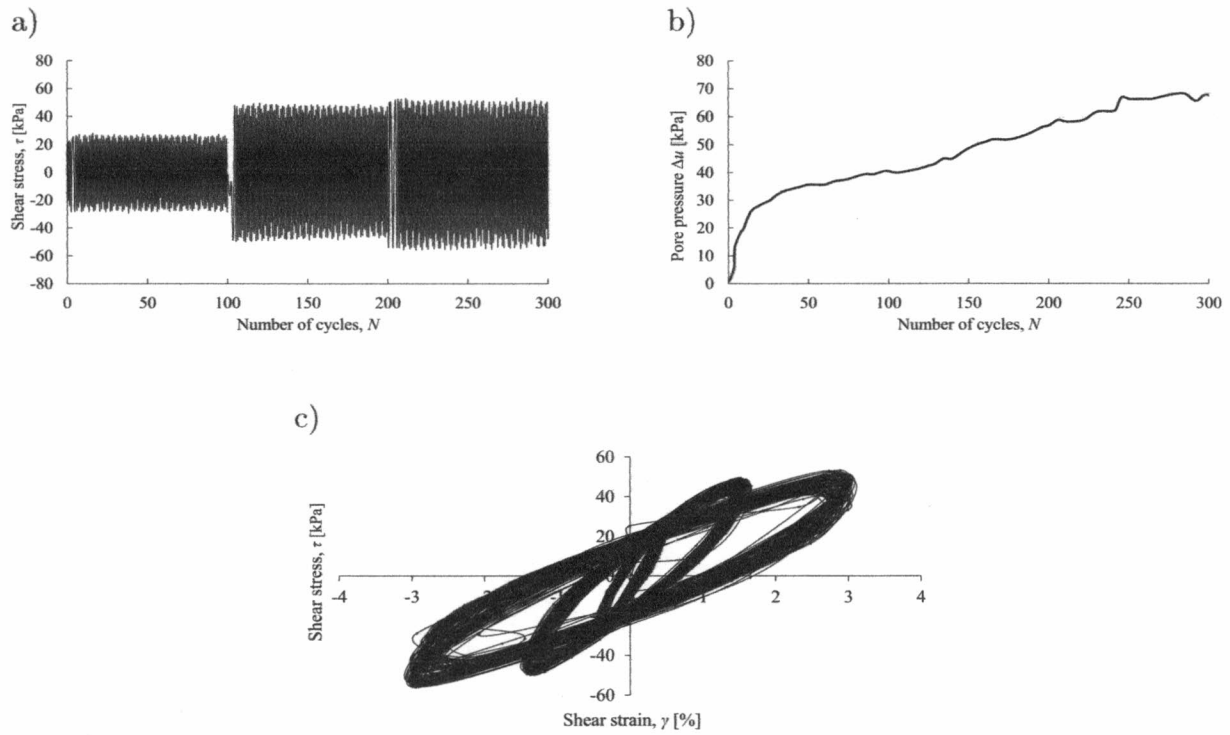 a)
80
60
40
20
0
-20
-40
-60
-80
Shear stress, τ [kPa]
0 50 100 150 200 250 300
Number of cycles, N
b)
80
70
60
50
40
30
20
10
0
Pore pressure Δu [kPa]
0 50 100 150 200 250 300
Number of cycles, N
c)
60
40
20
-4 -3 -2 -1 1 2 3 4
-40
-60
Shear stress, τ [kPa]
Shear strain, γ [%]